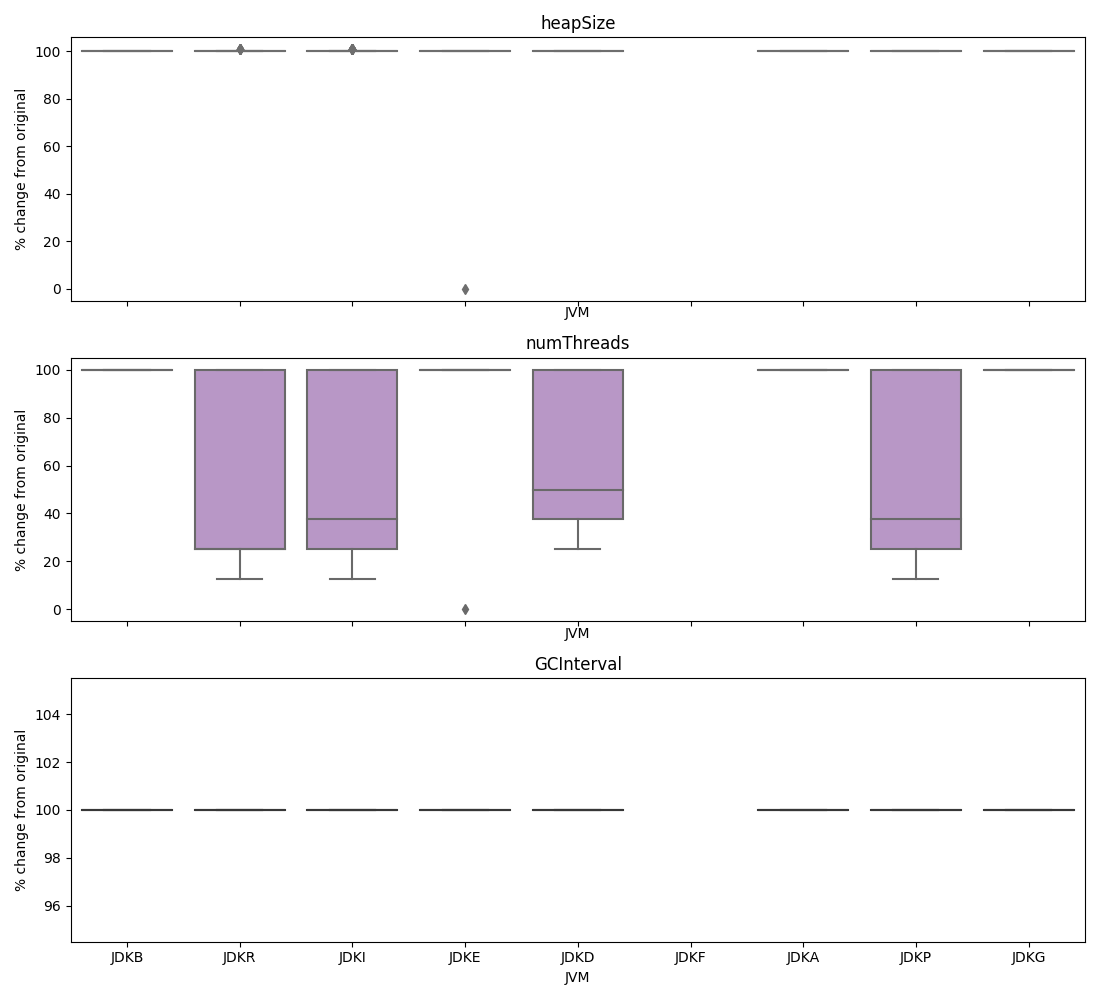 heapSize
100
80
60
40
20
0
% change from original
JVM
numThreads
100
80
60
40
20
0
% change from original
JVM
GCInterval
104
102
100
98
96
% change from original
JDKB JDKR JDKI JDKE JDKD JDKF JDKA JDKP JDKG
JVM